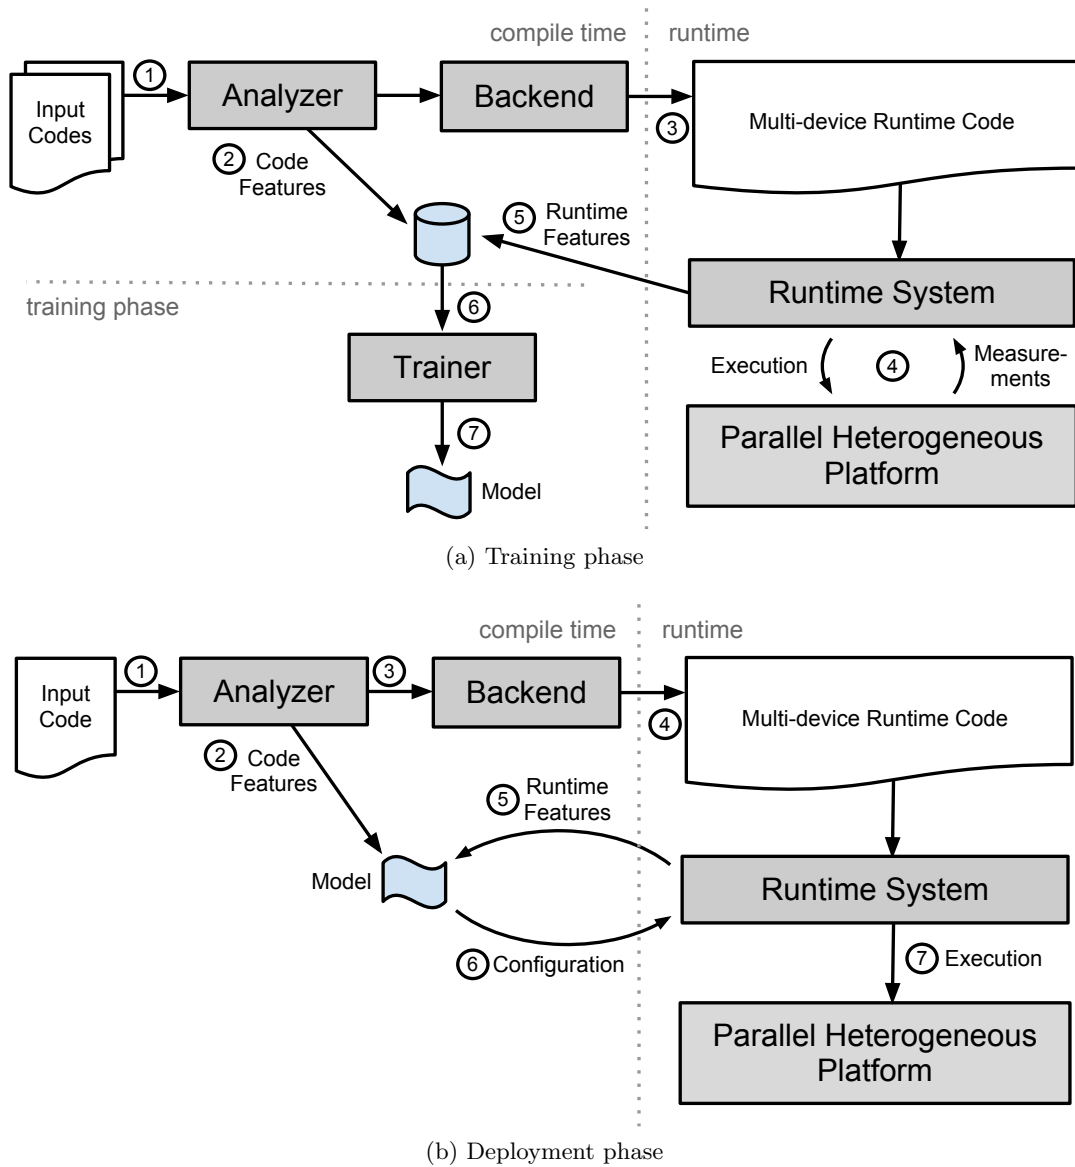 compile time
runtime
1
Input
Codes
Analyzer
Backend
3
Multi-device Runtime Code
2
Code
Features
5
Runtime
Features
Runtime System
training phase
6
Trainer
Execution
4
Measure-
ments
7
Model
Parallel Heterogeneous
Platform
(a) Training phase
compile time
runtime
1
Input
Code
Analyzer
3
Backend
4
Multi-device Runtime Code
2
Code
Features
5
Runtime
Features
Model
Runtime System
6
Configuration
7
Execution
Parallel Heterogeneous
Platform
(b) Deployment phase